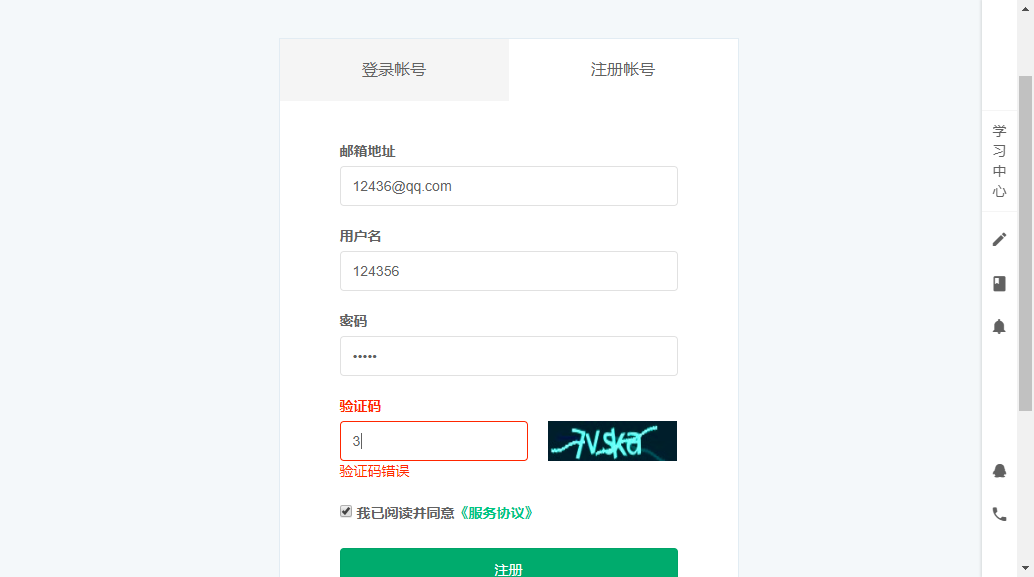 登录帐号
注册帐号
邮箱地址
12436@qq.com
用户名
124356
密码
•••••
验证码
3
验证码错误
我已阅读并同意《服务协议》
注册
学
习
中
心